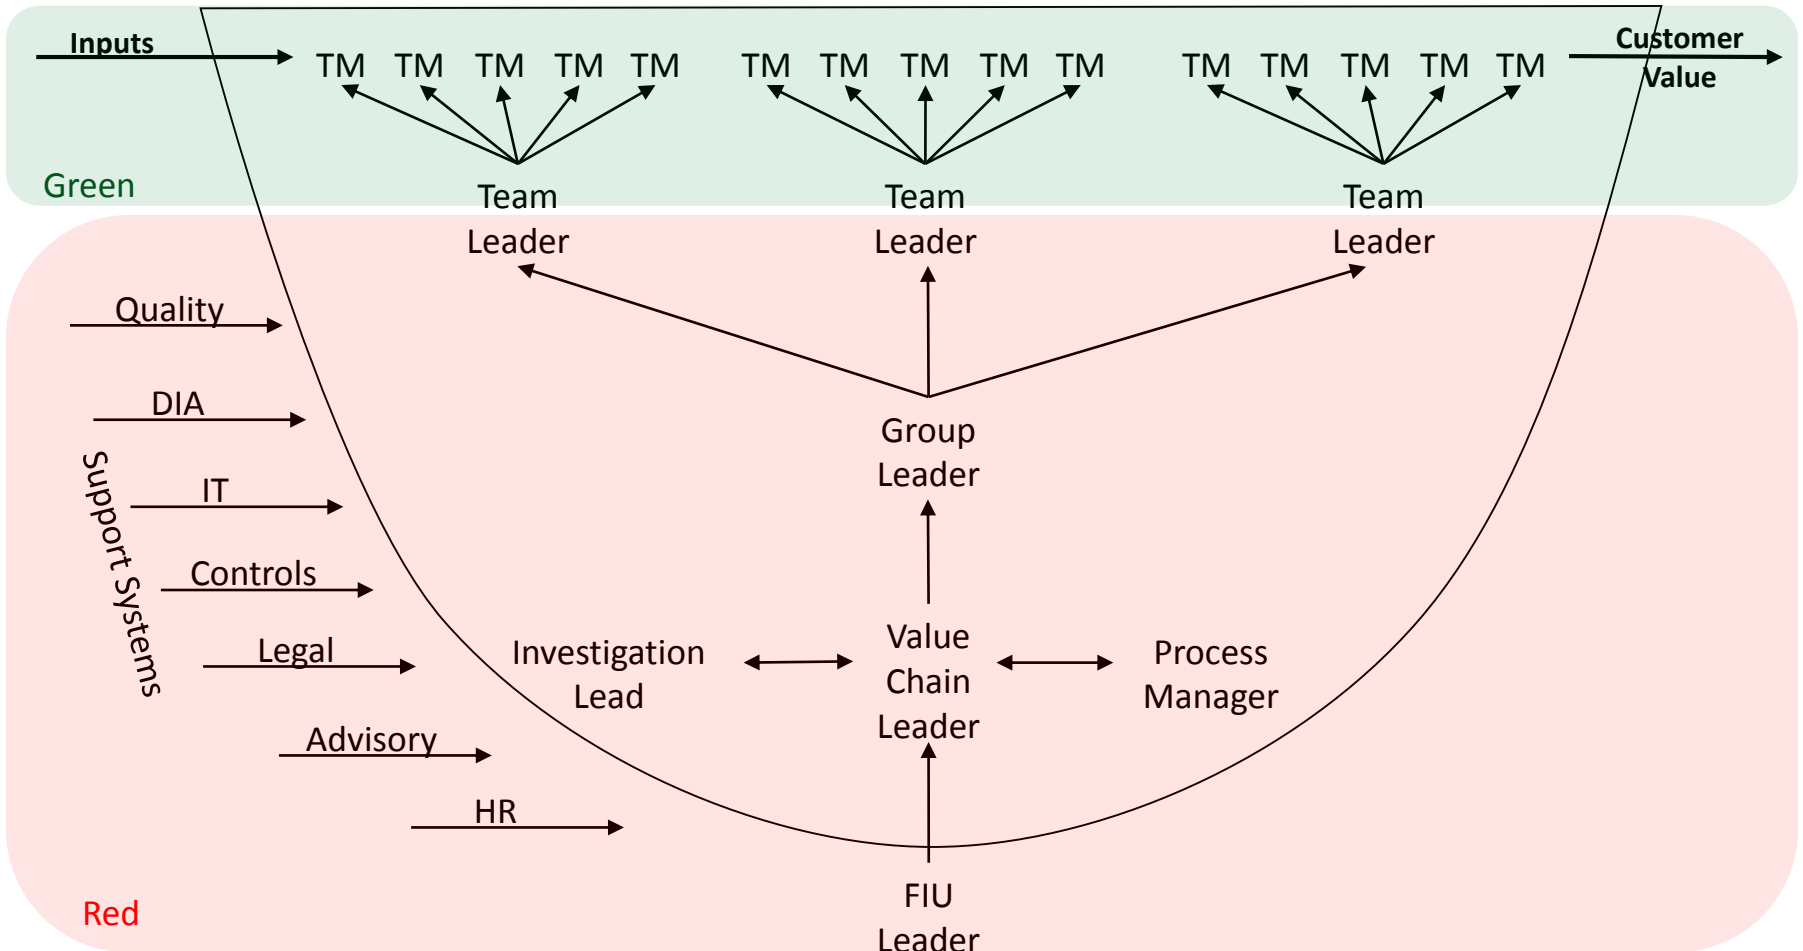 Inputs
Customer
Value
TM TM TM TM TM TM TM TM TM TM TM TM TM TM TM
Green
Team
Leader
Team
Leader
Team
Leader
Quality
DIA
IT
Controls
Legal
Advisory
HR
Support Systems
Group
Leader
Investigation
Lead
Value
Chain
Leader
Process
Manager
FIU
Leader
Red